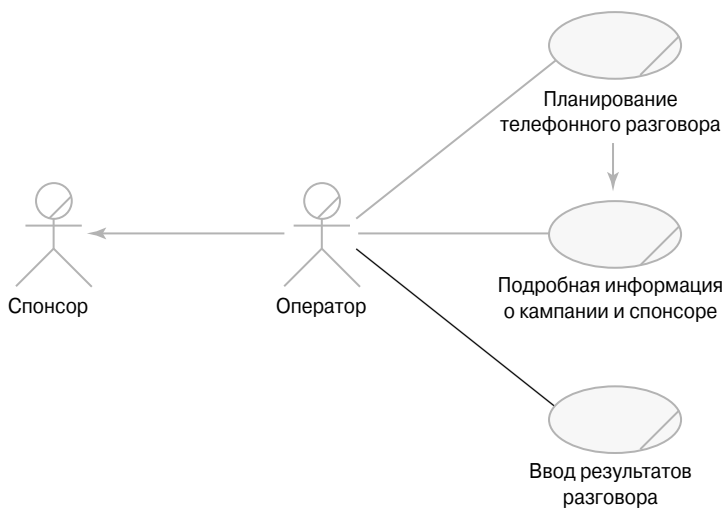 Планирование
телефонного разговора
Спонсор
Оператор
Подробная информация
о кампании и спонсоре
Ввод результатов
разговора